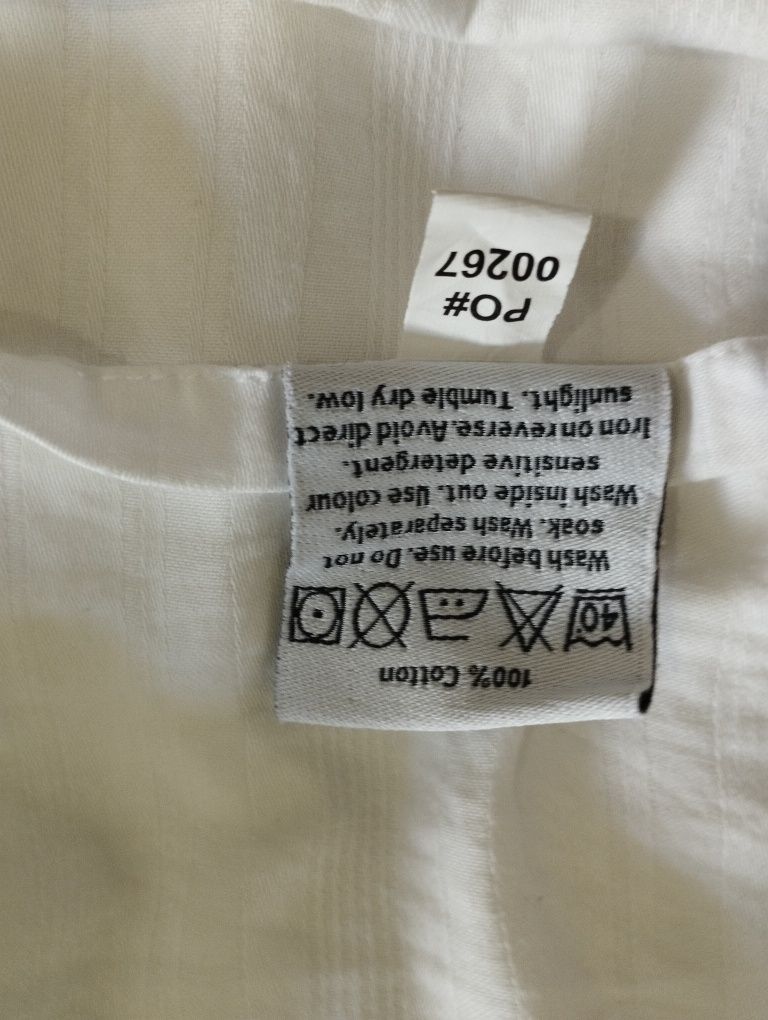 100% Cotton
40°
Wash before use. Do not
soak. Wash separately.
Wash inside out. Use colour
sensitive detergent.
Iron on reverse. Avoid direct
sunlight. Tumble dry low.
PO#
00267